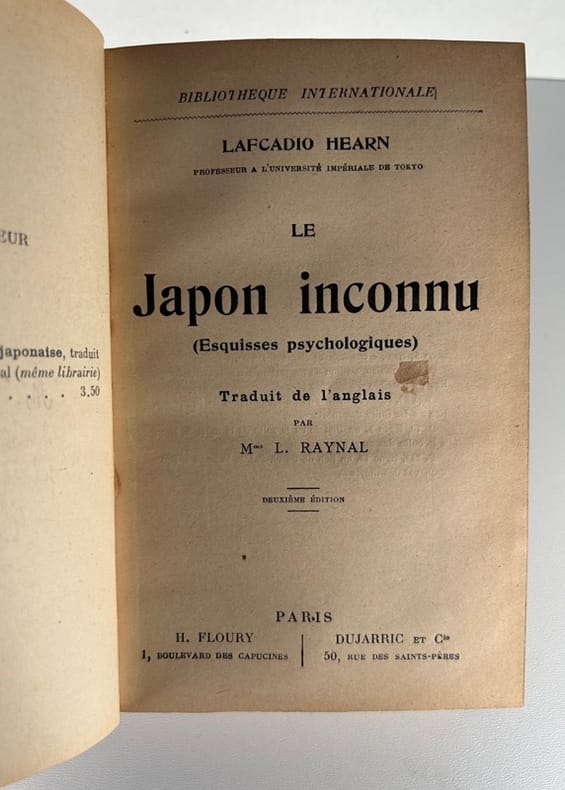 EUR
japonaise, traduit
al (même librairie)
. . . . 3.50
BIBLIOTHEQUE INTERNATIONALE
LAFCADIO HEARN
PROFESSEUR A L'UNIVERSITÉ IMPÉRIALE DE TOKYO
LE
Japon inconnu
(Esquisses psychologiques)
Traduit de l'anglais
PAR
Mme L. RAYNAL
DEUXIÈME ÉDITION
PARIS
H. FLOURY
1, BOULEVARD DES CAPUCINES
DUJARRIC ET Cie
50, RUE DES SAINTS-PÈRES